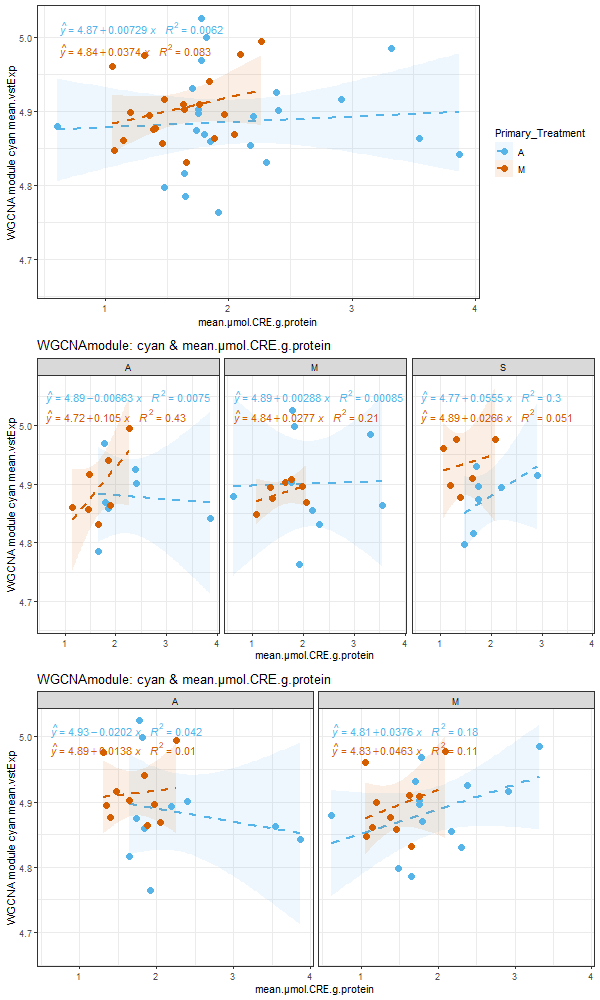 ŷ = 4.87+0.00729 x R² = 0.0062
ŷ = 4.84+0.0374 x R² = 0.083
5.0
4.9
4.8
4.7
WGCNA module cyan mean.vstExp
1 2 3 4
mean.µmol.CRE.g.protein
Primary_Treatment
A
M
WGCNAmodule: cyan & mean.µmol.CRE.g.protein
A M S
ŷ = 4.89−0.00663 x R² = 0.0075
ŷ = 4.72+0.105 x R² = 0.43
ŷ = 4.89+0.00288 x R² = 0.00085
ŷ = 4.84+0.0277 x R² = 0.21
ŷ = 4.77+0.0555 x R² = 0.3
ŷ = 4.89+0.0266 x R² = 0.051
5.0
4.9
4.8
4.7
WGCNA module cyan mean.vstExp
1 2 3 4 1 2 3 4 1 2 3 4
mean.µmol.CRE.g.protein
WGCNAmodule: cyan & mean.µmol.CRE.g.protein
A M
ŷ = 4.93−0.0202 x R² = 0.042
ŷ = 4.89+0.0138 x R² = 0.01
ŷ = 4.81+0.0376 x R² = 0.18
ŷ = 4.83+0.0463 x R² = 0.11
5.0
4.9
4.8
4.7
WGCNA module cyan mean.vstExp
1 2 3 4 1 2 3 4
mean.µmol.CRE.g.protein